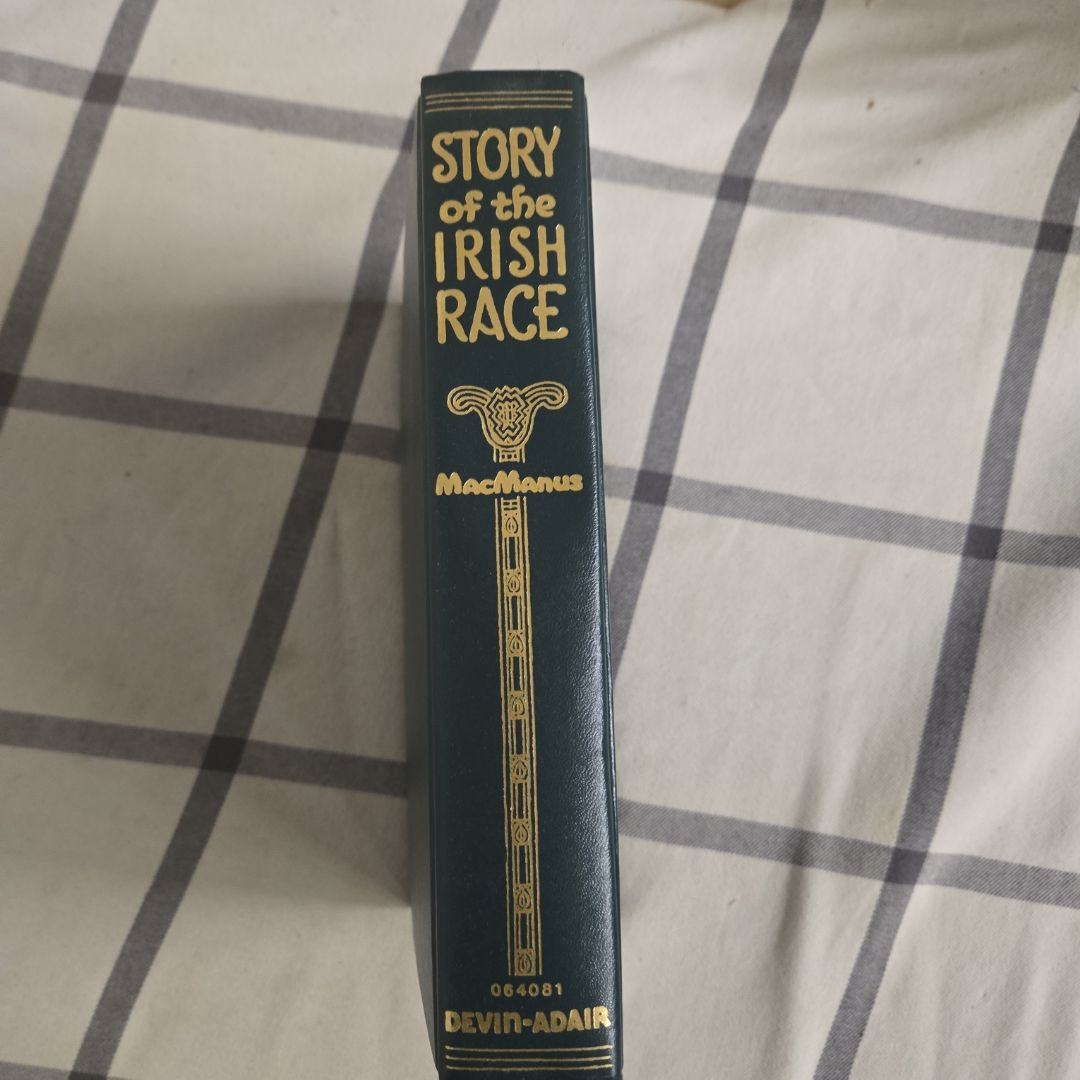 STORY
of the
IRISH
RACE
MacManus
064081
DEVIN-ADAIR